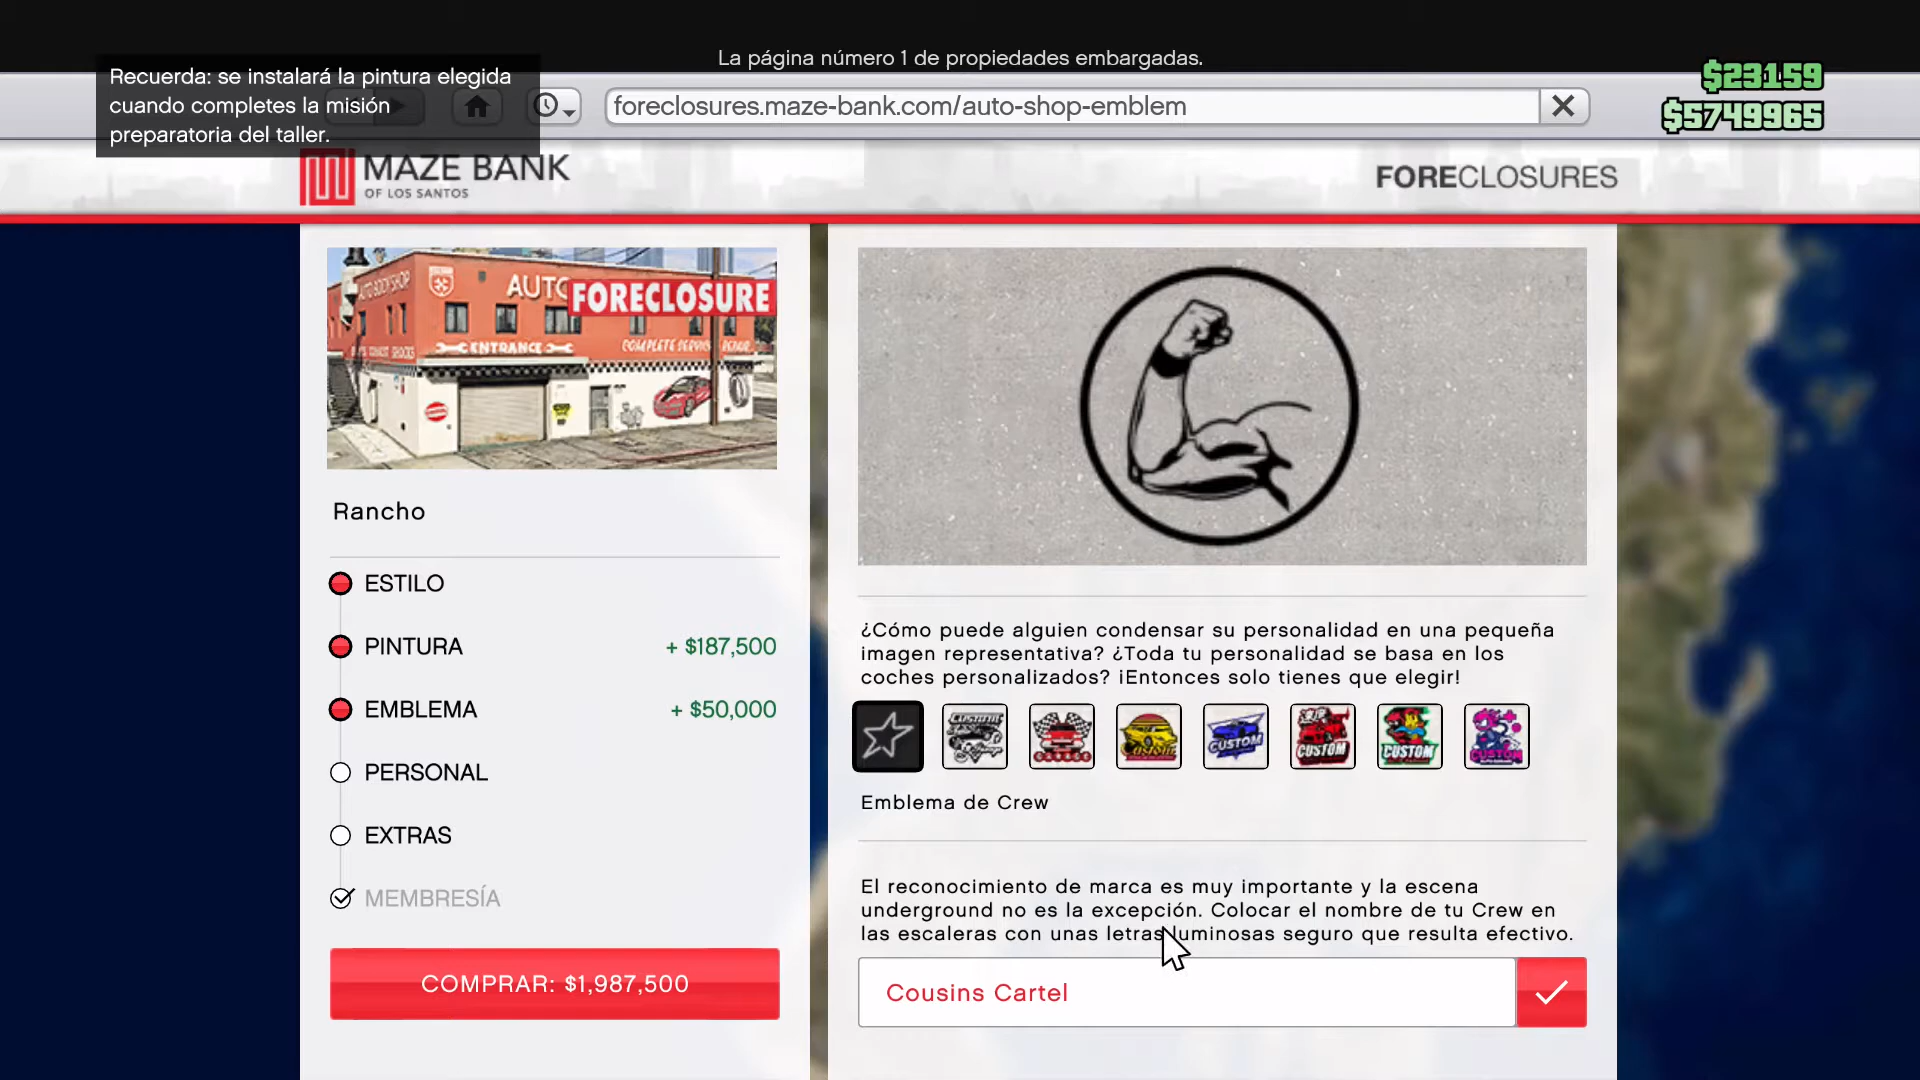 La página número 1 de propiedades embargadas.
Recuerda: se instalará la pintura elegida
cuando completes la misión
preparatoria del taller.
foreclosures.maze-bank.com/auto-shop-emblem
$23159
$5749965
MAZE BANK
OF LOS SANTOS
FORECLOSURES
AUTO BODY SHOP
AUTO
FORECLOSURE
ENTRANCE
COMPLETE SERVICE REPAIR
Rancho
ESTILO
PINTURA + $187,500
EMBLEMA + $50,000
PERSONAL
EXTRAS
MEMBRESÍA
COMPRAR: $1,987,500
¿Cómo puede alguien condensar su personalidad en una pequeña
imagen representativa? ¿Toda tu personalidad se basa en los
coches personalizados? ¡Entonces solo tienes que elegir!
CUSTOM
CUSTOM
CUSTOM
CUSTOM
Emblema de Crew
El reconocimiento de marca es muy importante y la escena
underground no es la excepción. Colocar el nombre de tu Crew en
las escaleras con unas letras luminosas seguro que resulta efectivo.
Cousins Cartel